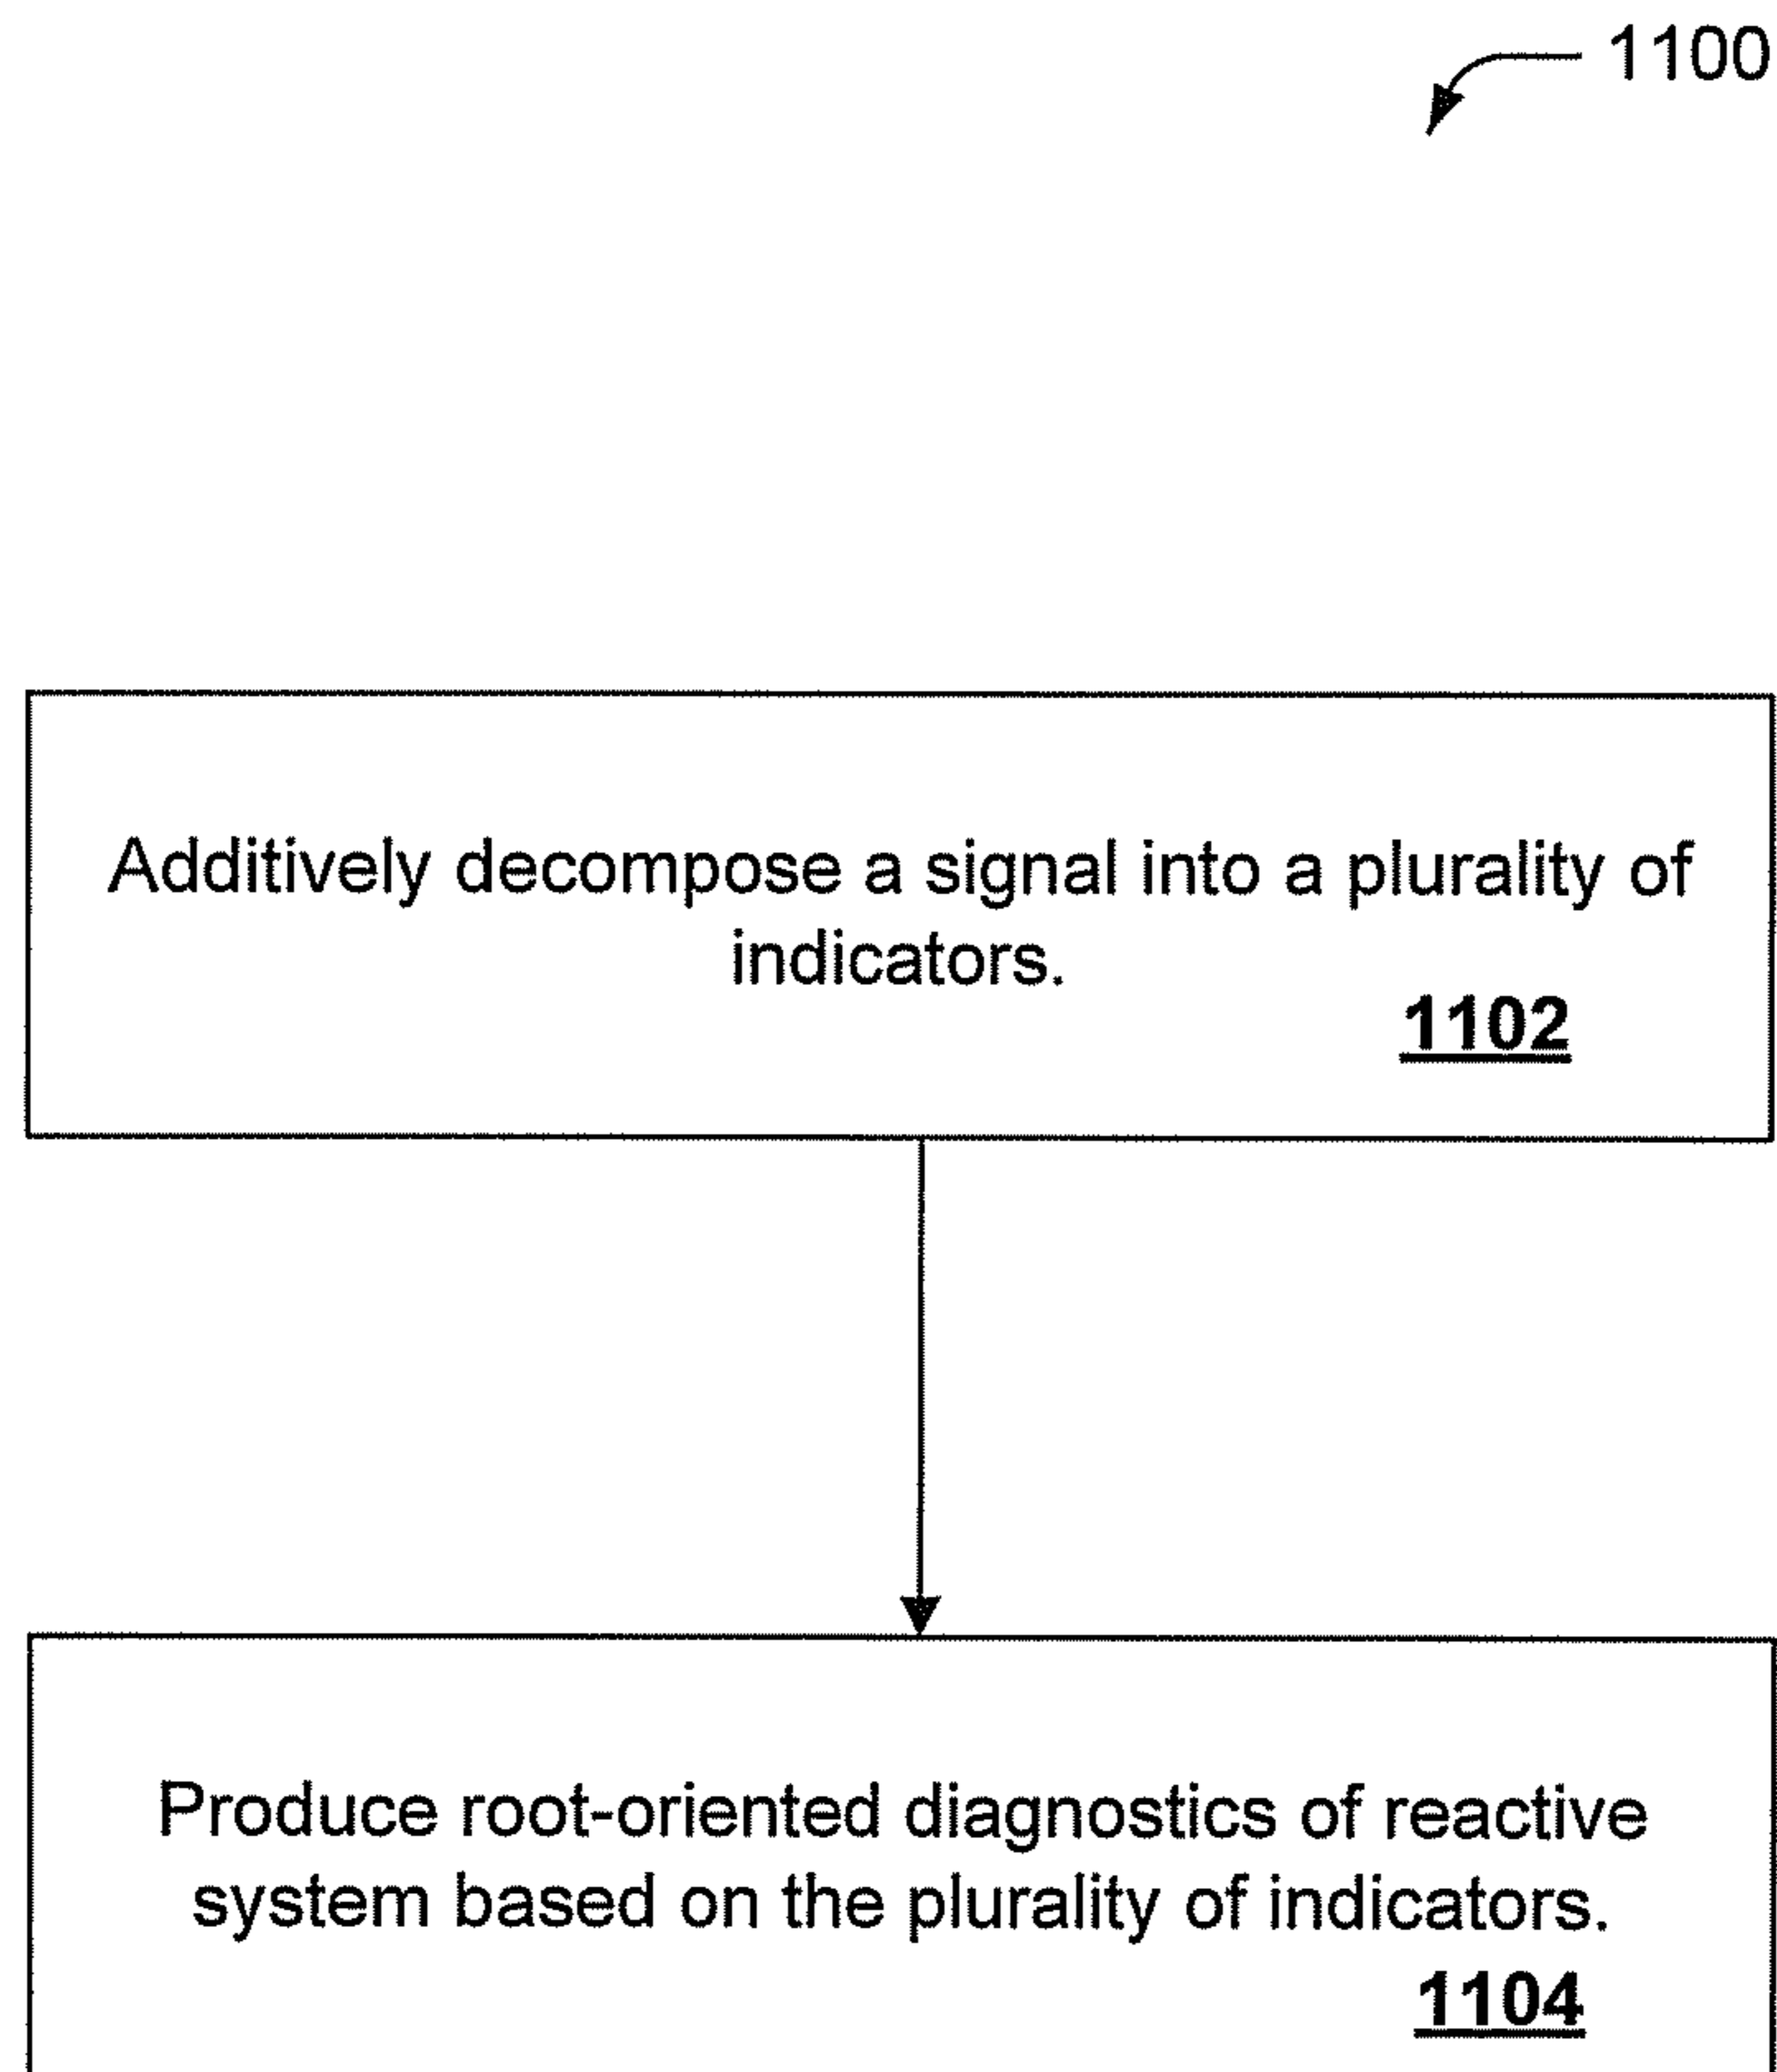 1100
Additively decompose a signal into a plurality of
indicators.
1102
Produce root-oriented diagnostics of reactive
system based on the plurality of indicators.
1104